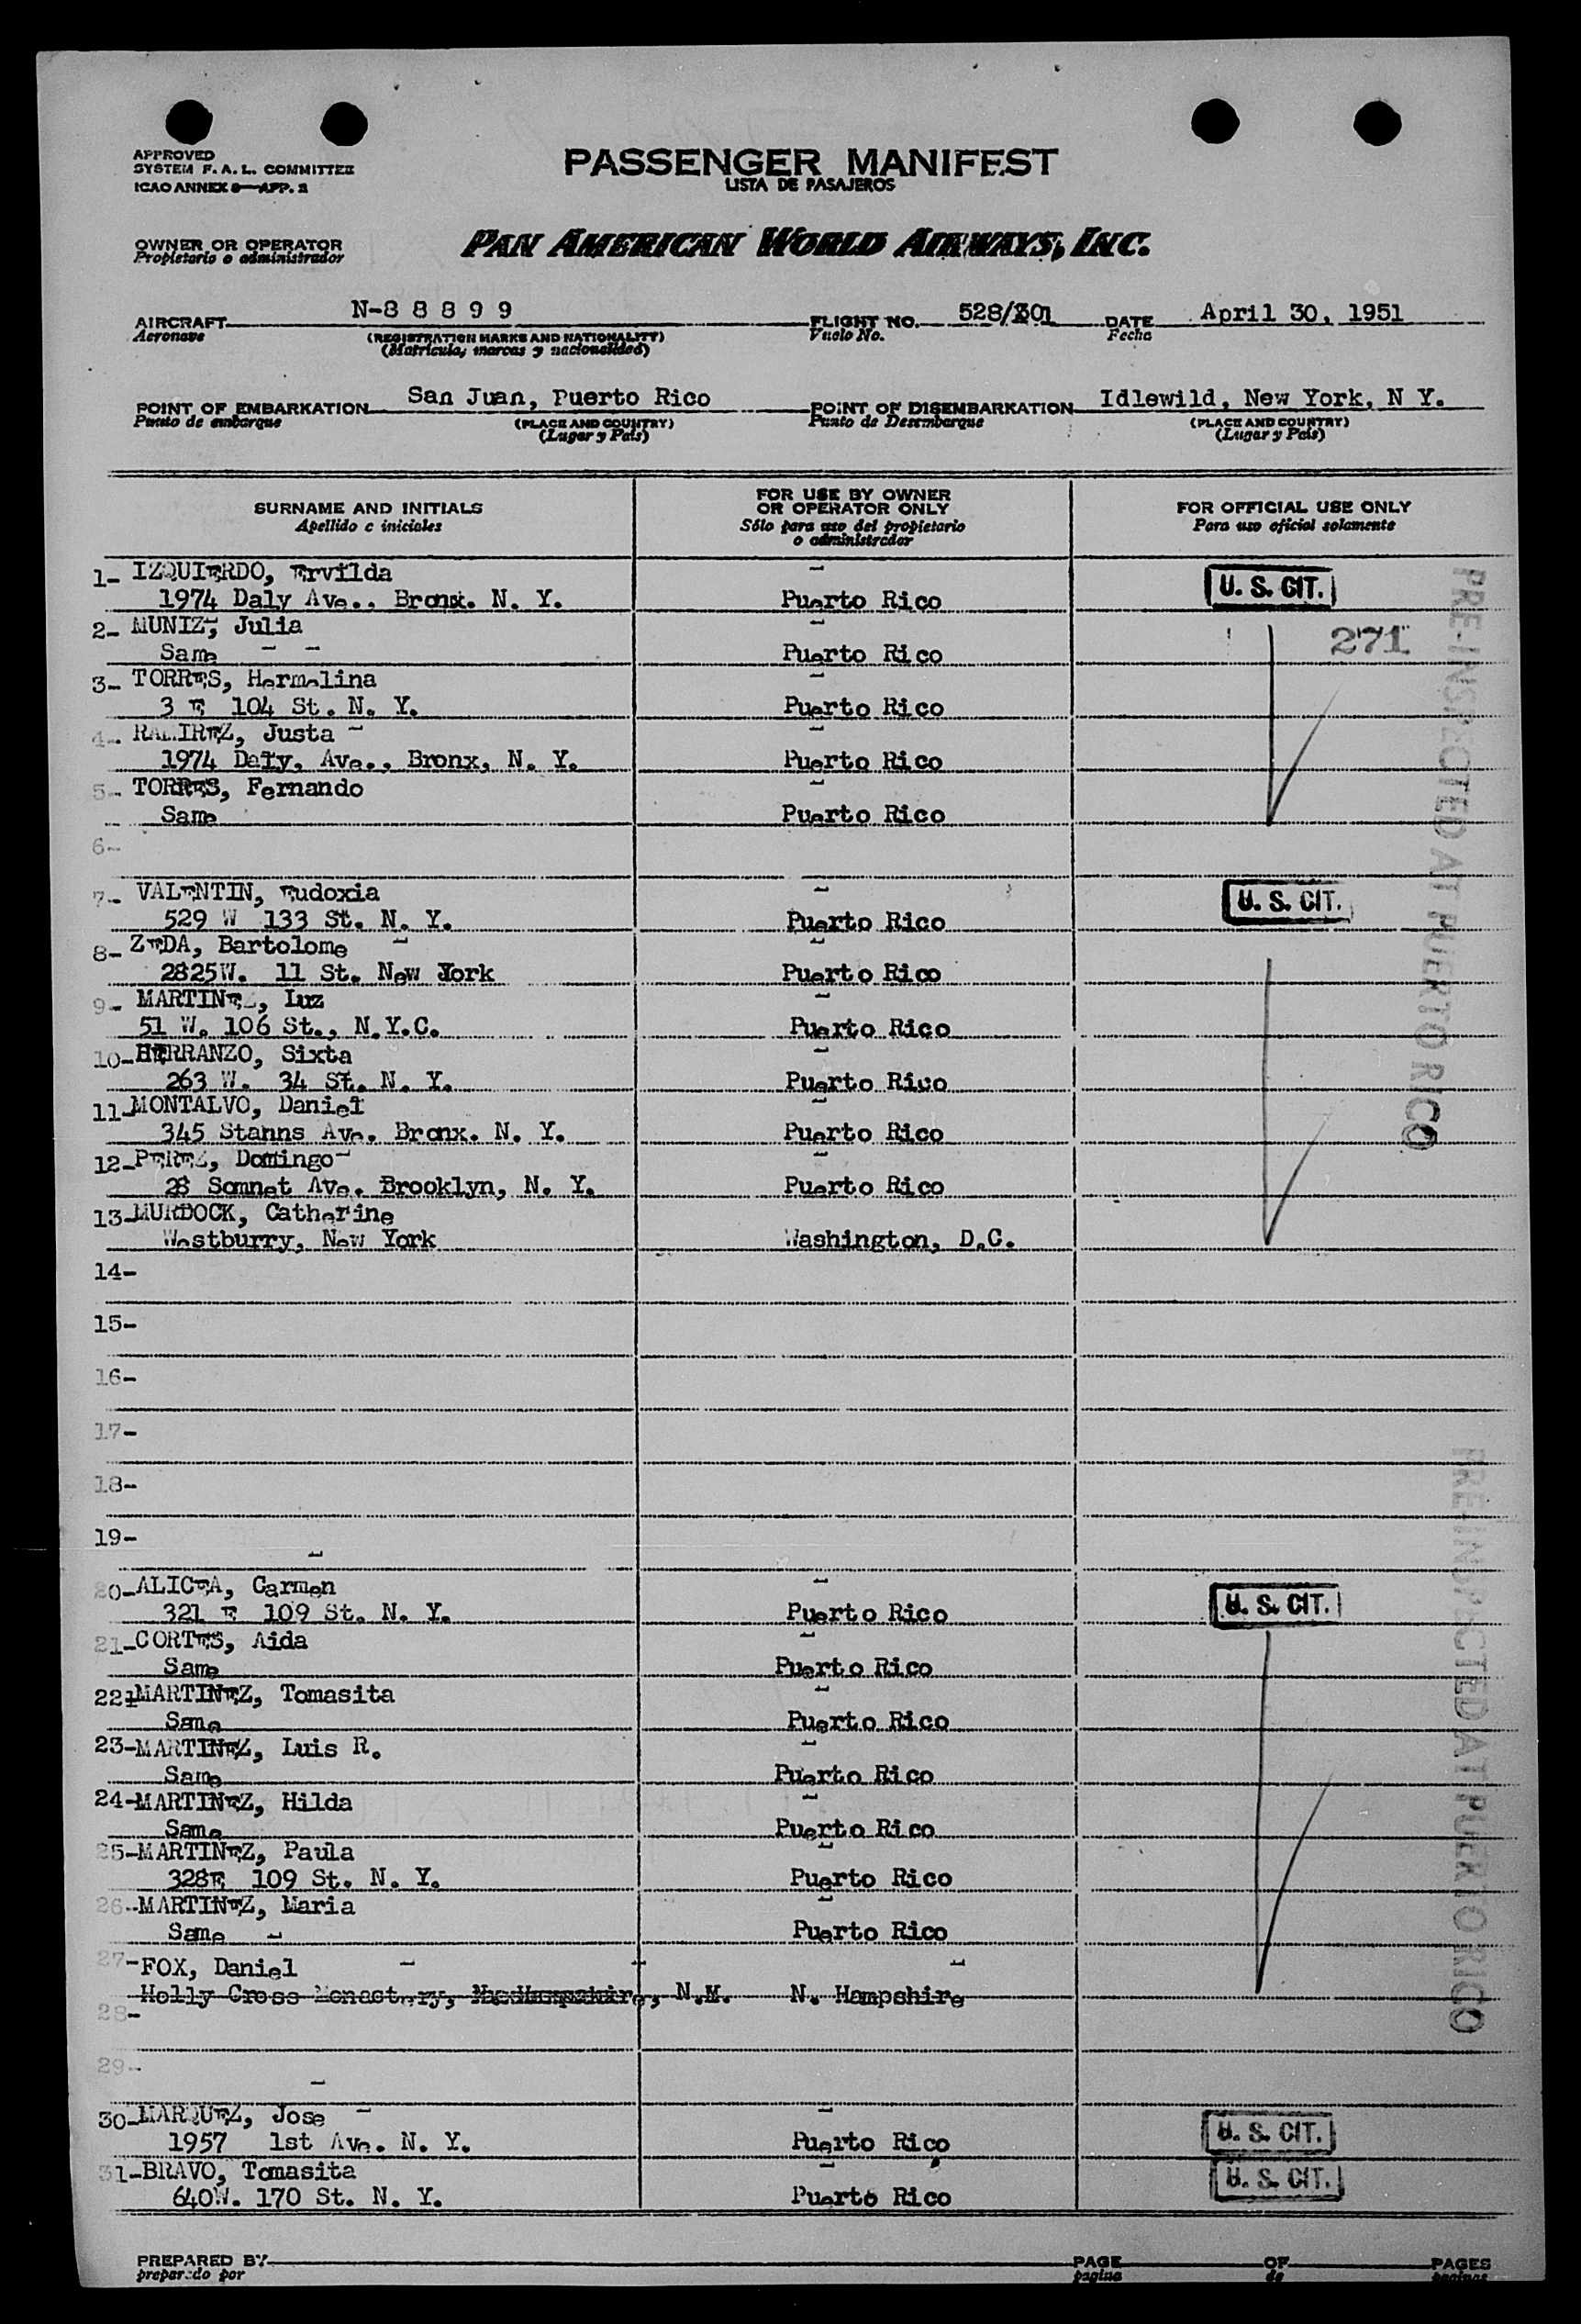 APPROVED
SYSTEM F. A. L. COMMITTEE
ICAO ANNEX 9—APP. 2
PASSENGER MANIFEST
LISTA DE PASAJEROS
OWNER OR OPERATOR
Propietario o administrador
PAN AMERICAN WORLD AIRWAYS, INC.
AIRCRAFT N-8 8 8 9 9
Aeronave
(REGISTRATION MARKS AND NATIONALITY)
(Matricula, marcas y nacionalidad)
FLIGHT NO. 528/301
Vuelo No.
DATE April 30, 1951
Fecha
POINT OF EMBARKATION San Juan, Puerto Rico
Punto de embarque
(PLACE AND COUNTRY)
(Lugar y País)
POINT OF DISEMBARKATION Idlewild, New York, N Y.
Punto de Desembarque
(PLACE AND COUNTRY)
(Lugar y País)
SURNAME AND INITIALS
Apellido e iniciales
FOR USE BY OWNER
OR OPERATOR ONLY
Sólo para uso del propietario
o administrador
FOR OFFICIAL USE ONLY
Para uso oficial solamente
1- IZQUIERDO, Ervilda
1974 Daly Ave., Bronx. N. Y. Puerto Rico U. S. CIT.
2- MUNIZ, Julia
Same - - Puerto Rico 271
3- TORRES, Hermelina
3 E 104 St. N. Y. Puerto Rico
4- RAMIREZ, Justa
1974 Daly, Ave., Bronx, N. Y. Puerto Rico
5- TORRES, Fernando
Same Puerto Rico
6-
7- VALENTIN, Eudoxia
529 W 133 St. N. Y. Puerto Rico U. S. CIT.
8- ZEDA, Bartolome
2825W. 11 St. New York Puerto Rico
9- MARTINEZ, Luz
51 W. 106 St., N.Y.C. Puerto Rico
10- HERRANZO, Sixta
263 W. 34 St. N. Y. Puerto Rico
11- MONTALVO, Daniel
345 Stanns Ave. Bronx. N. Y. Puerto Rico
12- PEREZ, Domingo
28 Somnet Ave. Brooklyn, N. Y. Puerto Rico
13- MURDOCK, Catherine
Westburry, New York Washington, D.C.
14-
15-
16-
17-
18-
19-
20- ALICEA, Carmen
321 E 109 St. N. Y. Puerto Rico U. S. CIT.
21- CORTES, Aida
Same Puerto Rico
22- MARTINEZ, Tomasita
Same Puerto Rico
23- MARTINEZ, Luis R.
Same Puerto Rico
24- MARTINEZ, Hilda
Same Puerto Rico
25- MARTINEZ, Paula
328E 109 St. N. Y. Puerto Rico
26- MARTINEZ, Maria
Same - Puerto Rico
27- FOX, Daniel
Holly Cross Monastery, N. Hampshire
28-
29-
30- MARQUEZ, Jose
1957 1st Ave. N. Y. Puerto Rico U. S. CIT.
31- BRAVO, Tomasita
640W. 170 St. N. Y. Puerto Rico U. S. CIT.
PRE-INSPECTED AT PUERTO RICO
PRE-INSPECTED AT PUERTO RICO
PREPARED BY
preparado por
PAGE OF PAGES
página de páginas